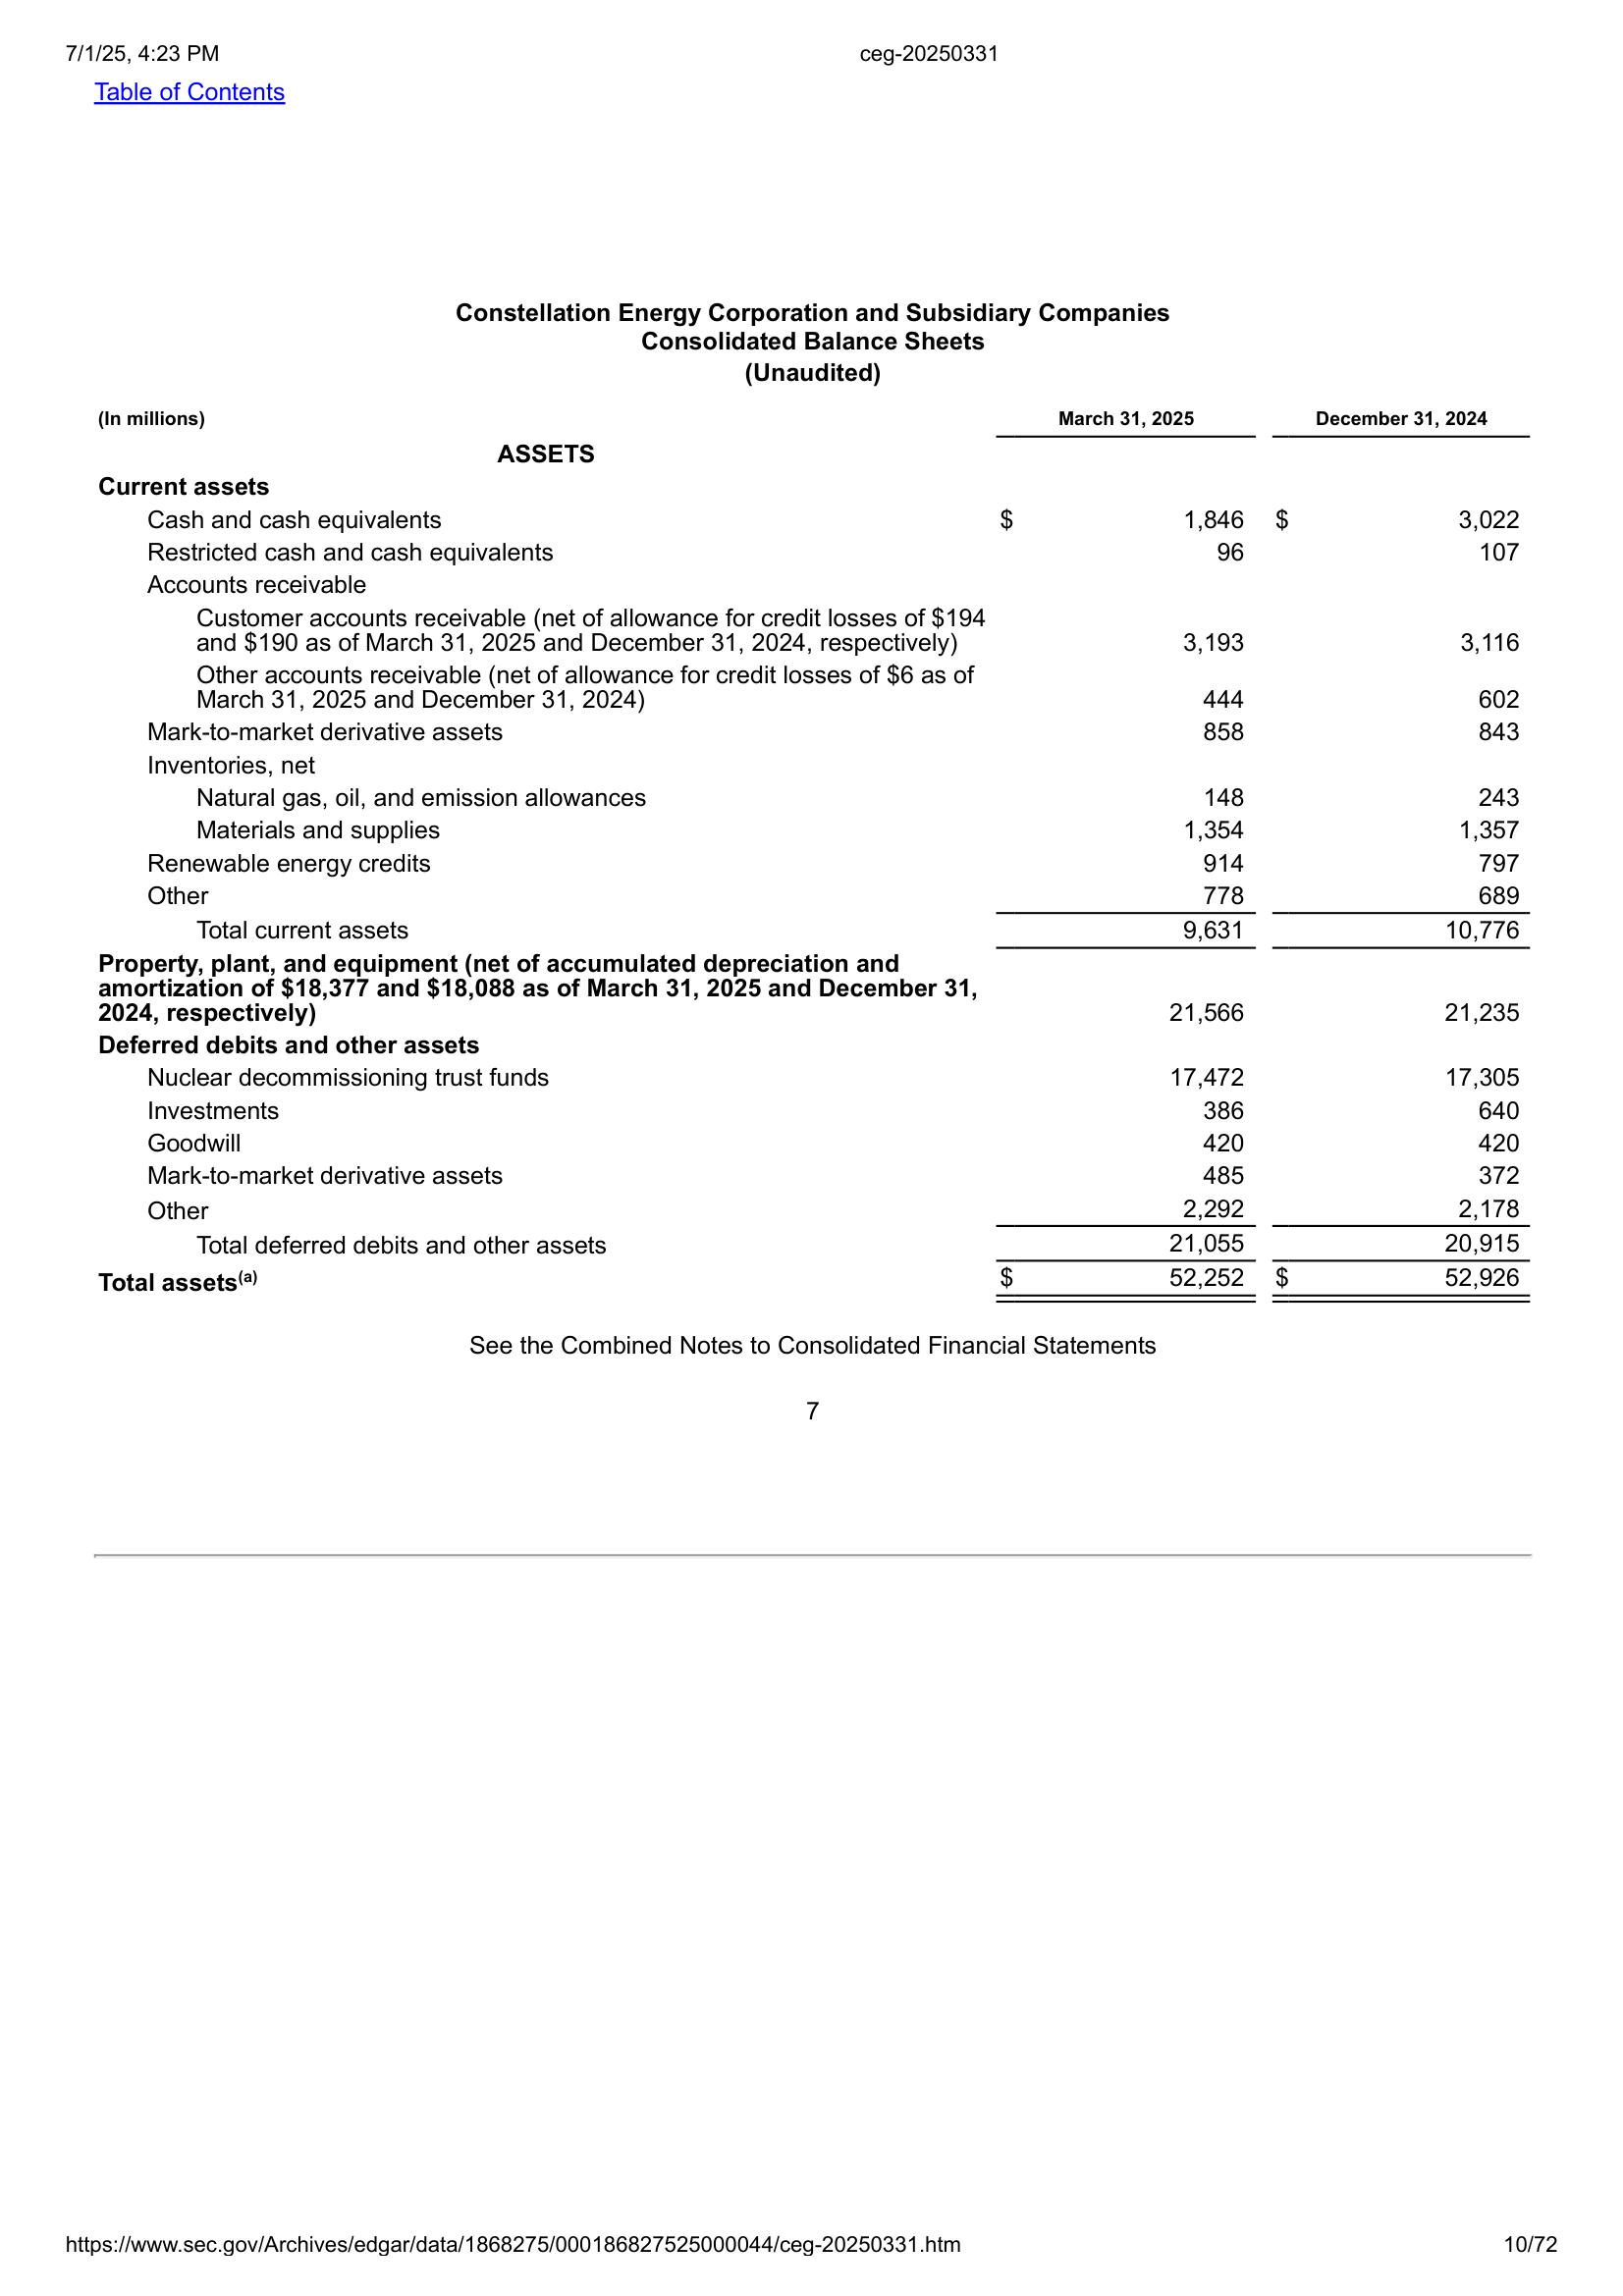 7/1/25, 4:23 PM ceg-20250331
Table of Contents
Constellation Energy Corporation and Subsidiary Companies
Consolidated Balance Sheets
(Unaudited)
(In millions) March 31, 2025 December 31, 2024
ASSETS
Current assets
Cash and cash equivalents $ 1,846 $ 3,022
Restricted cash and cash equivalents 96 107
Accounts receivable
Customer accounts receivable (net of allowance for credit losses of $194
and $190 as of March 31, 2025 and December 31, 2024, respectively) 3,193 3,116
Other accounts receivable (net of allowance for credit losses of $6 as of
March 31, 2025 and December 31, 2024) 444 602
Mark-to-market derivative assets 858 843
Inventories, net
Natural gas, oil, and emission allowances 148 243
Materials and supplies 1,354 1,357
Renewable energy credits 914 797
Other 778 689
Total current assets 9,631 10,776
Property, plant, and equipment (net of accumulated depreciation and
amortization of $18,377 and $18,088 as of March 31, 2025 and December 31,
2024, respectively) 21,566 21,235
Deferred debits and other assets
Nuclear decommissioning trust funds 17,472 17,305
Investments 386 640
Goodwill 420 420
Mark-to-market derivative assets 485 372
Other 2,292 2,178
Total deferred debits and other assets 21,055 20,915
Total assets(a) $ 52,252 $ 52,926
See the Combined Notes to Consolidated Financial Statements
7
https://www.sec.gov/Archives/edgar/data/1868275/000186827525000044/ceg-20250331.htm 10/72